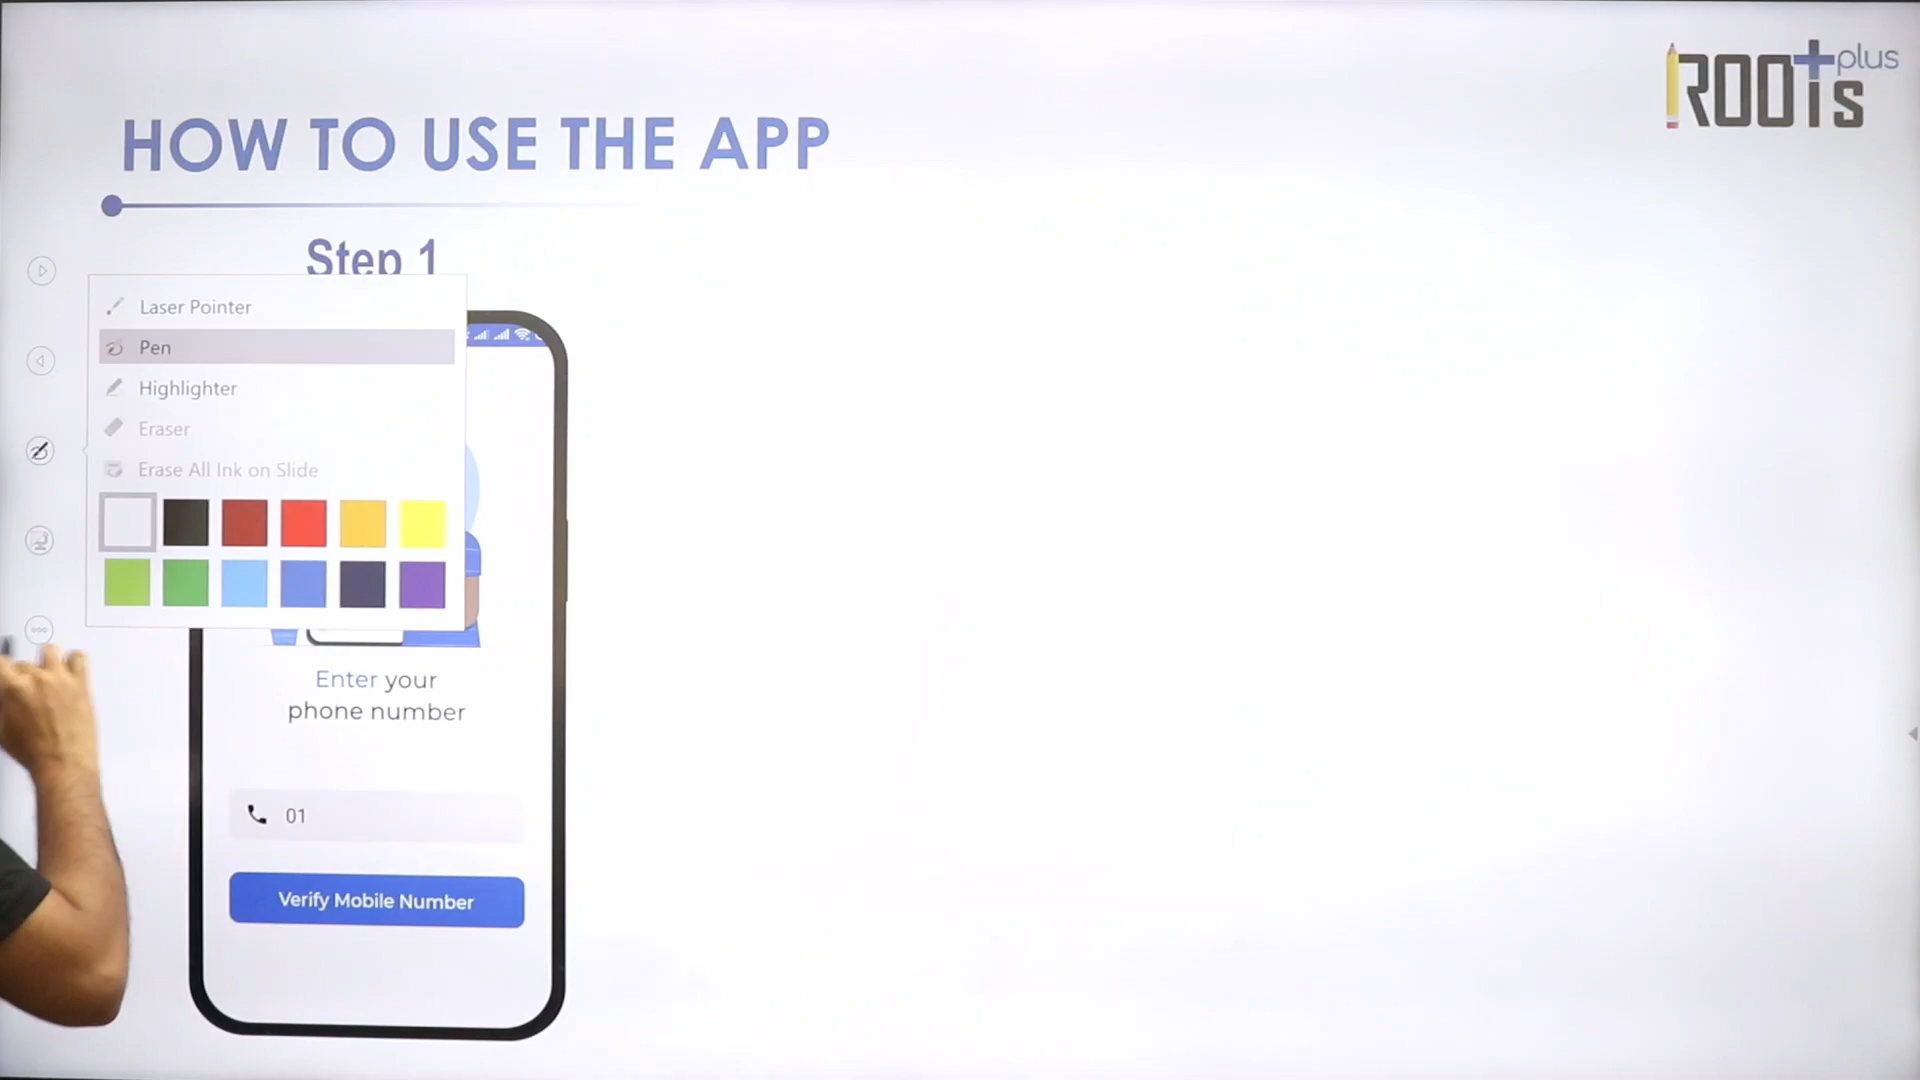 ROOTS plus
HOW TO USE THE APP
Step 1
Laser Pointer
Pen
Highlighter
Eraser
Erase All Ink on Slide
Enter your
phone number
01
Verify Mobile Number